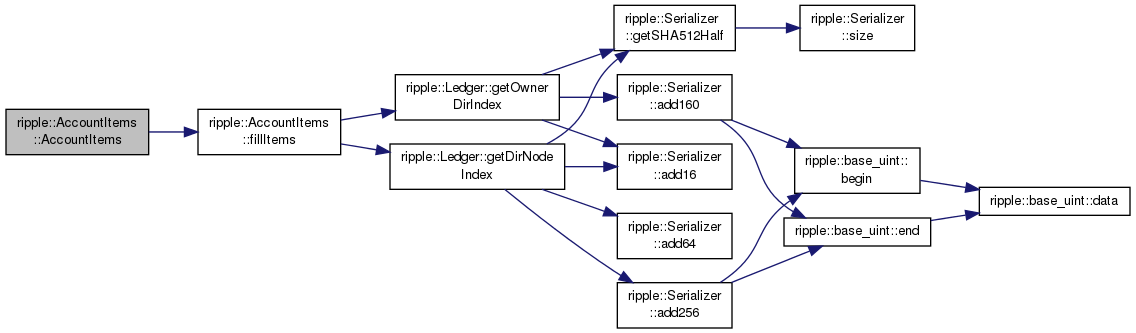 ripple::AccountItems
::AccountItems
ripple::AccountItems
::fillItems
ripple::Ledger::getOwner
DirIndex
ripple::Ledger::getDirNode
Index
ripple::Serializer
::getSHA512Half
ripple::Serializer
::add160
ripple::Serializer
::add16
ripple::Serializer
::add64
ripple::Serializer
::add256
ripple::Serializer
::size
ripple::base_uint::
begin
ripple::base_uint::end
ripple::base_uint::data